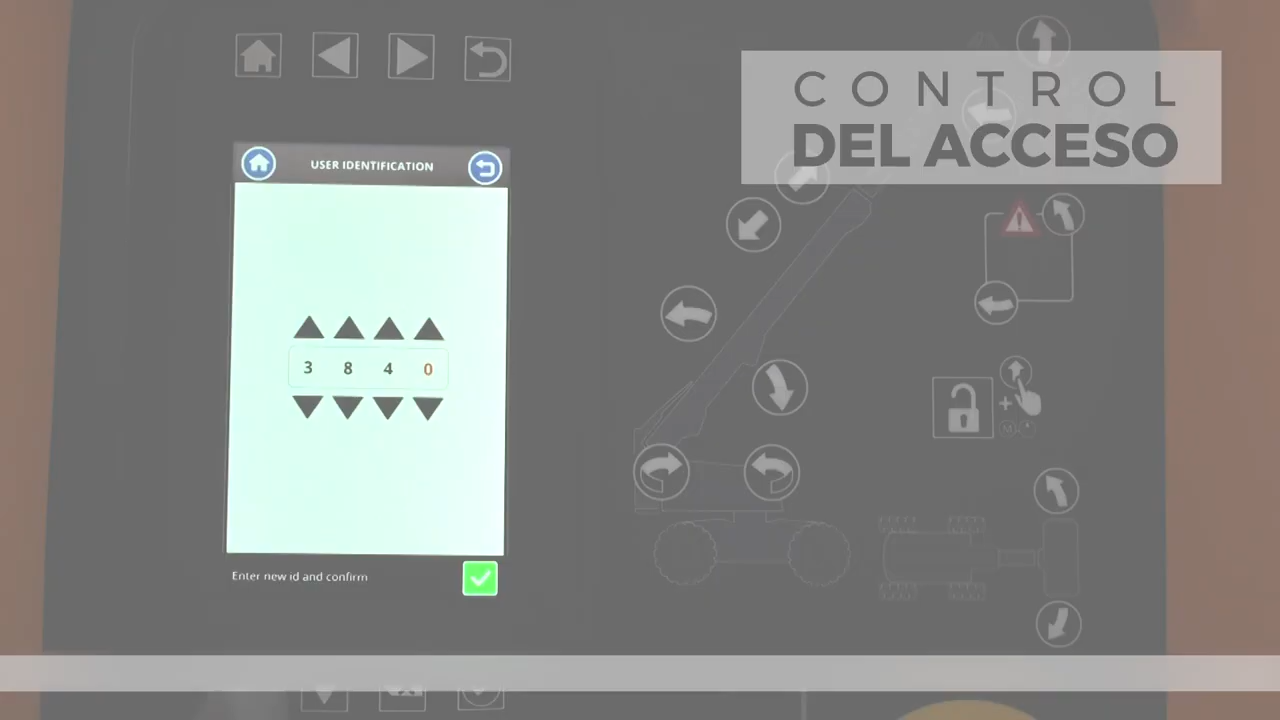 CONTROL
DEL ACCESO
USER IDENTIFICATION
3 8 4 0
Enter new id and confirm